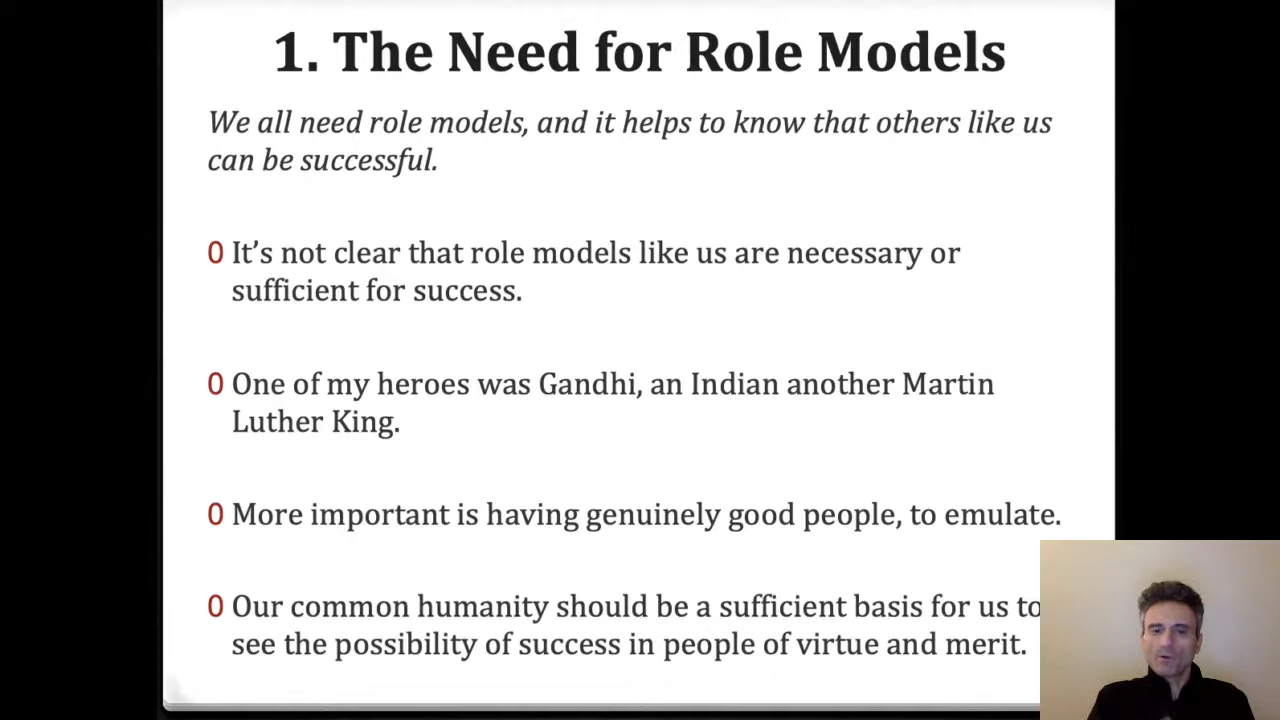 1. The Need for Role Models
We all need role models, and it helps to know that others like us
can be successful.
0 It’s not clear that role models like us are necessary or
sufficient for success.
0 One of my heroes was Gandhi, an Indian another Martin
Luther King.
0 More important is having genuinely good people, to emulate.
0 Our common humanity should be a sufficient basis for us to
see the possibility of success in people of virtue and merit.